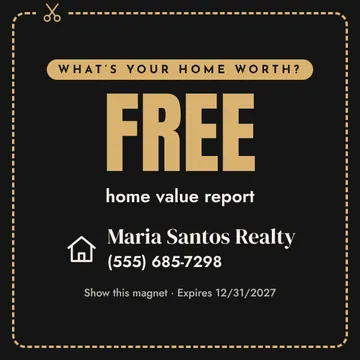 WHAT'S YOUR HOME WORTH?
FREE
home value report
Maria Santos Realty
(555) 685-7298
Show this magnet · Expires 12/31/2027